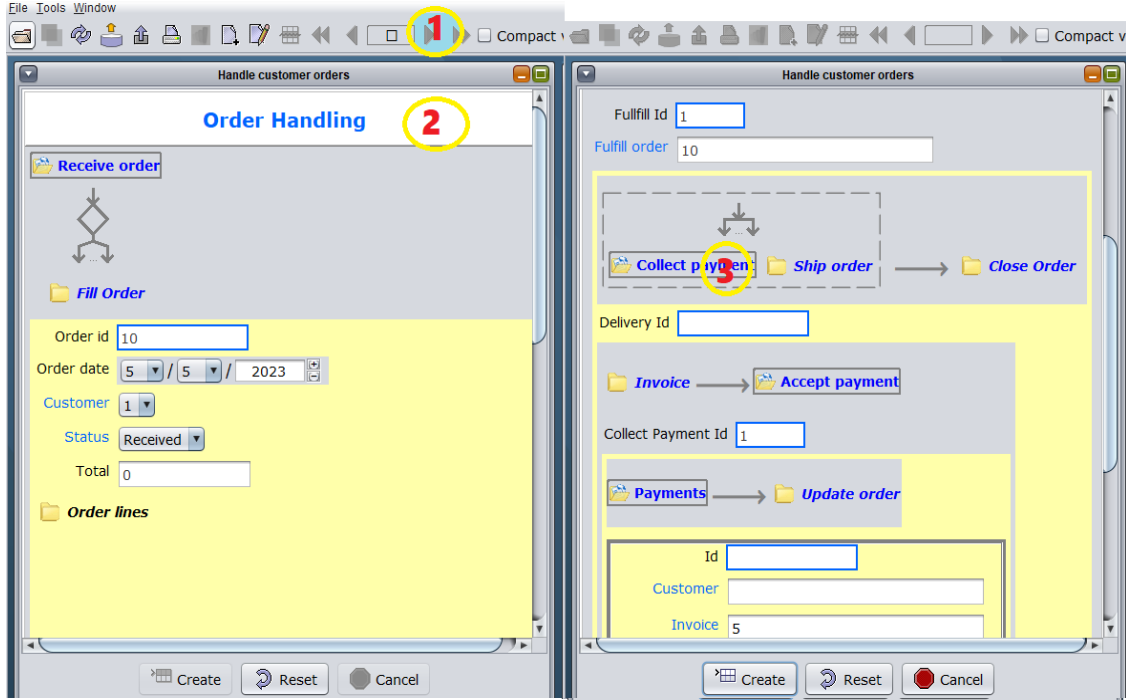 File Tools Window
1
Compact v
Compact v
Handle customer orders
Order Handling
2
Receive order
...
Fill Order
Order id 10
Order date 5 / 5 / 2023
Customer 1
Status Received
Total 0
Order lines
Create Reset Cancel
Handle customer orders
Fullfill Id 1
Fulfill order 10
...
Collect payment Ship order Close Order
3
Delivery Id
Invoice Accept payment
Collect Payment Id 1
Payments Update order
Id
Customer
Invoice 5
Create Reset Cancel